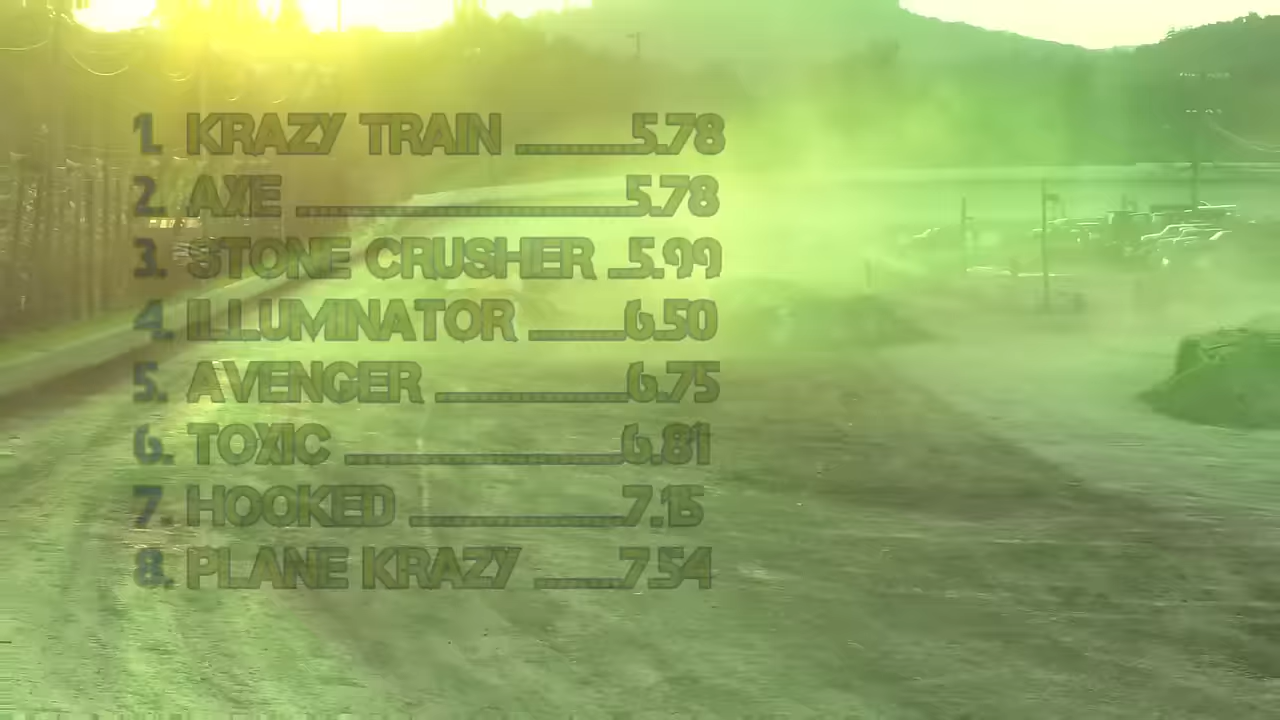 1. KRAZY TRAIN ............5.78
2. AXE ..............................5.78
3. STONE CRUSHER ...5.99
4. ILLUMINATOR .........6.50
5. AVENGER .................6.75
6. TOXIC .........................6.81
7. HOOKED ...................7.15
8. PLANE KRAZY ........7.54